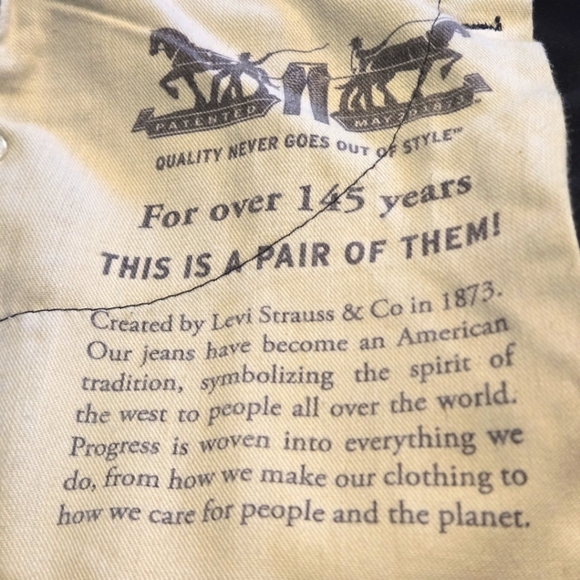 PATENTED MAY 20 1873
QUALITY NEVER GOES OUT OF STYLE™
For over 145 years
THIS IS A PAIR OF THEM!
Created by Levi Strauss & Co in 1873.
Our jeans have become an American
tradition, symbolizing the spirit of
the west to people all over the world.
Progress is woven into everything we
do, from how we make our clothing to
how we care for people and the planet.